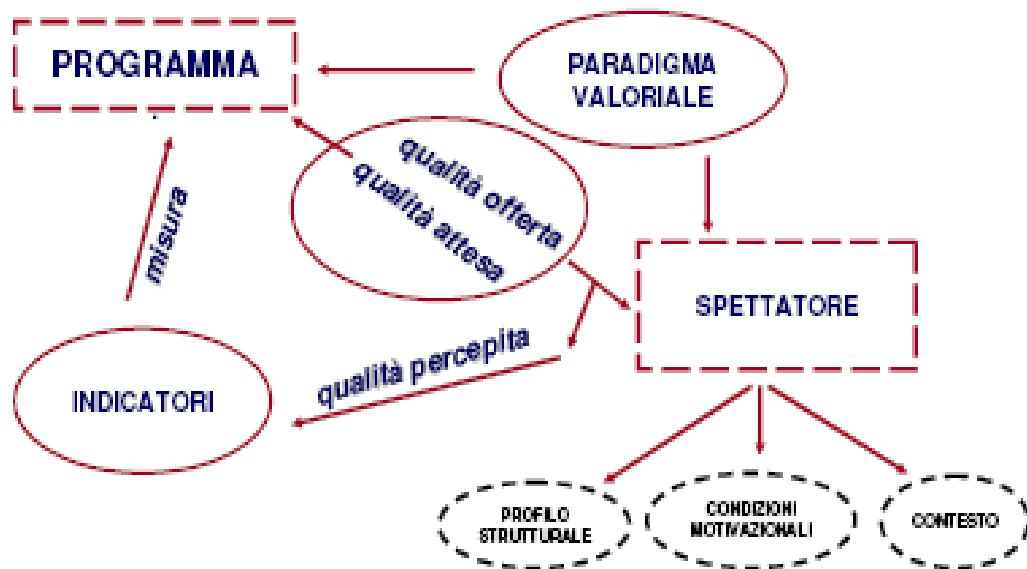 PROGRAMMA
PARADIGMA
VALORIALE
qualità offerta
qualità attesa
misura
SPETTATORE
qualità percepita
INDICATORI
PROFILO
STRUTTURALE
CONDIZIONI
MOTIVAZIONALI
CONTESTO